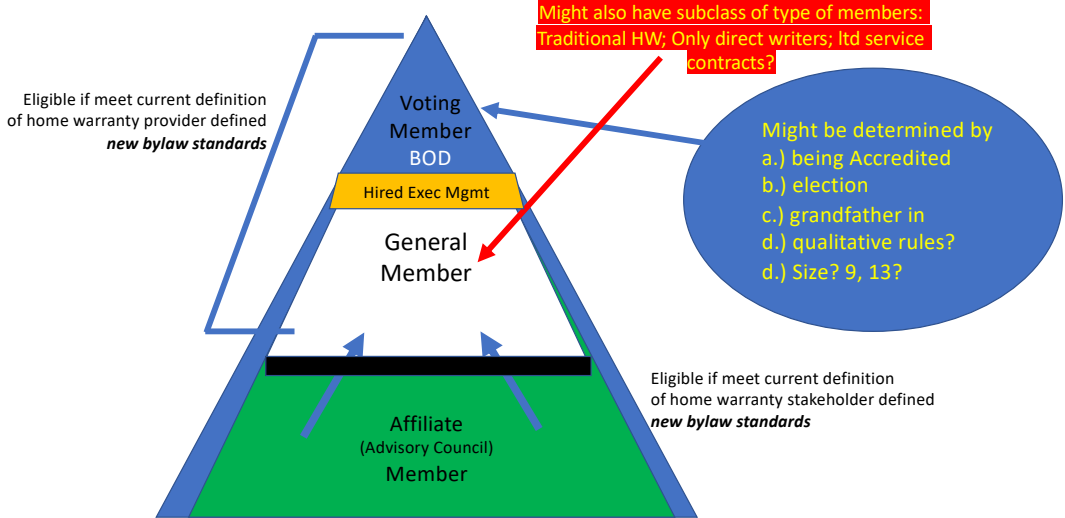 Might also have subclass of type of members:
Traditional HW; Only direct writers; ltd service
contracts?
Eligible if meet current definition
of home warranty provider defined
new bylaw standards
Voting
Member
BOD
Hired Exec Mgmt
General
Member
Might be determined by
a.) being Accredited
b.) election
c.) grandfather in
d.) qualitative rules?
d.) Size? 9, 13?
Eligible if meet current definition
of home warranty stakeholder defined
new bylaw standards
Affiliate
(Advisory Council)
Member